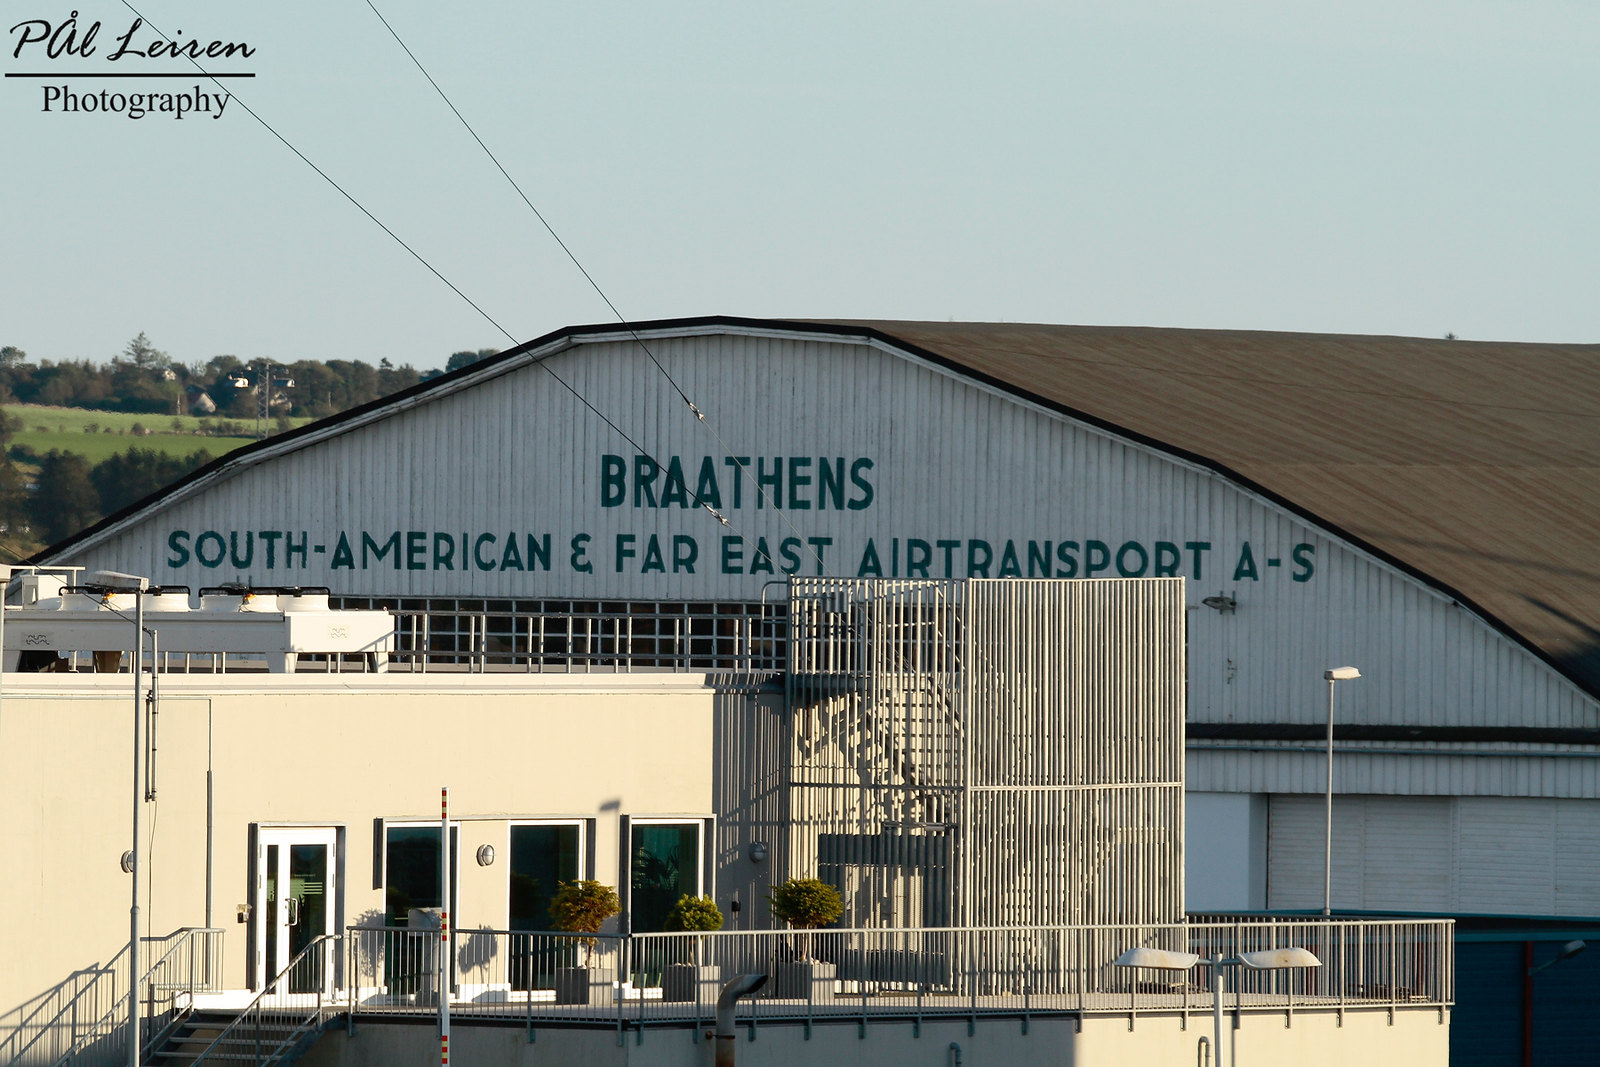 PÅl Leiren
Photography
BRAATHENS
SOUTH-AMERICAN & FAR EAST AIRTRANSPORT A-S